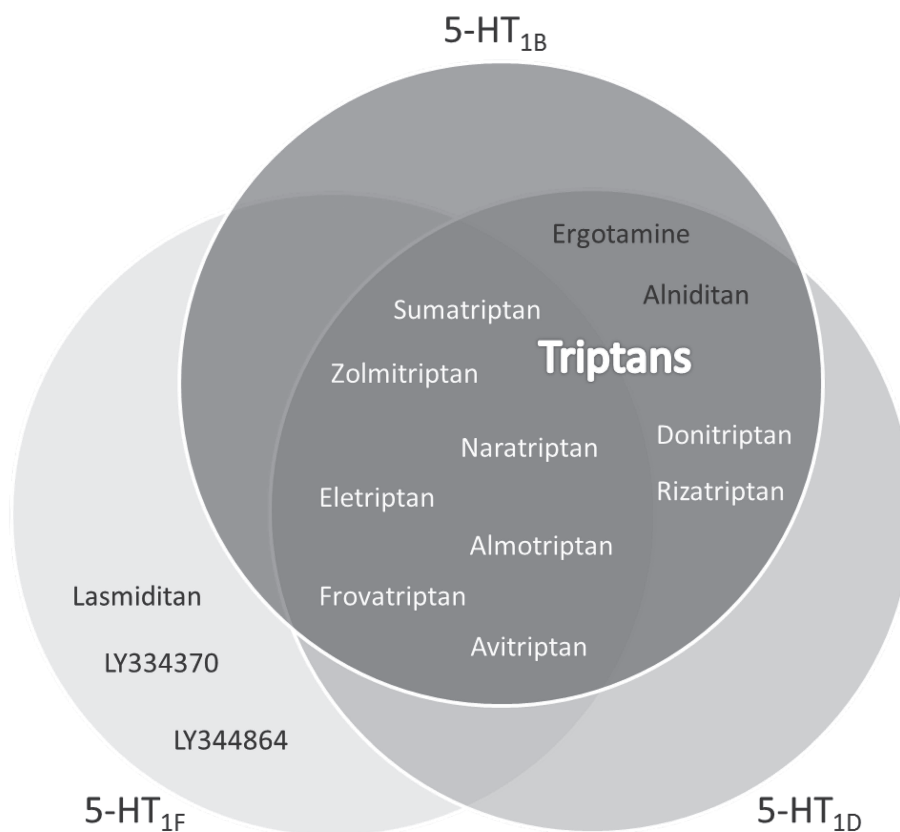 5-HT1B
Ergotamine
Alniditan
Sumatriptan
Triptans
Zolmitriptan
Donitriptan
Naratriptan
Rizatriptan
Eletriptan
Almotriptan
Lasmiditan
Frovatriptan
Avitriptan
LY334370
LY344864
5-HT1F
5-HT1D